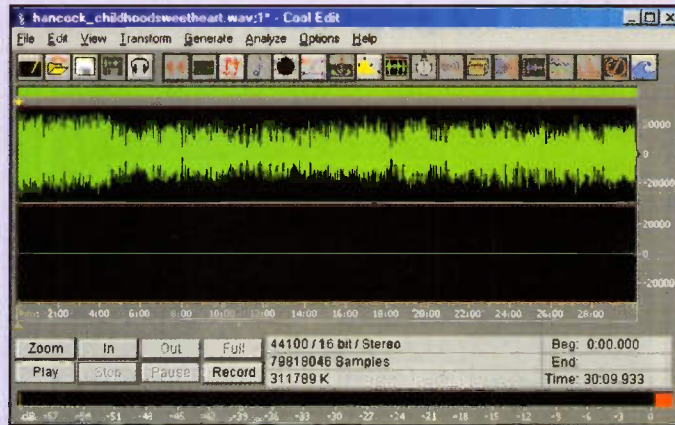 hancock_childhoodsweetheart.wav;1* - Cool Edit
File Edit View Transform Generate Analyze Options Help
20000
0
-20000
20000
0
-20000
2:00 4:00 6:00 8:00 10:00 12:00 14:00 16:00 18:00 20:00 22:00 24:00 26:00 28:00
Zoom In Out Full
44100 / 16 bit / Stereo
Beg: 0:00.000
Play Stop Pause Record
79818046 Samples
End:
311789 K
Time: 30:09.933
dB -57 -54 -51 -48 -42 -39 -36 -33 -30 -27 -24 -21 -18 -15 -12 -9 -6 -3 0